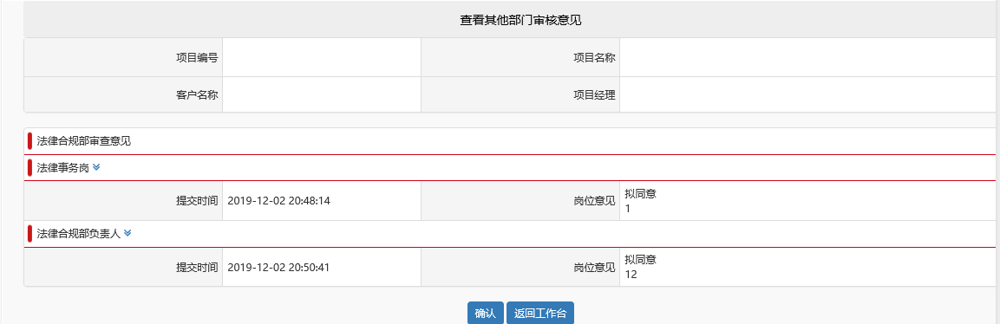 查看其他部门审核意见
项目编号 项目名称
客户名称 项目经理
法律合规部审查意见
法律事务岗
提交时间 2019-12-02 20:48:14 岗位意见 拟同意
1
法律合规部负责人
提交时间 2019-12-02 20:50:41 岗位意见 拟同意
12
确认 返回工作台